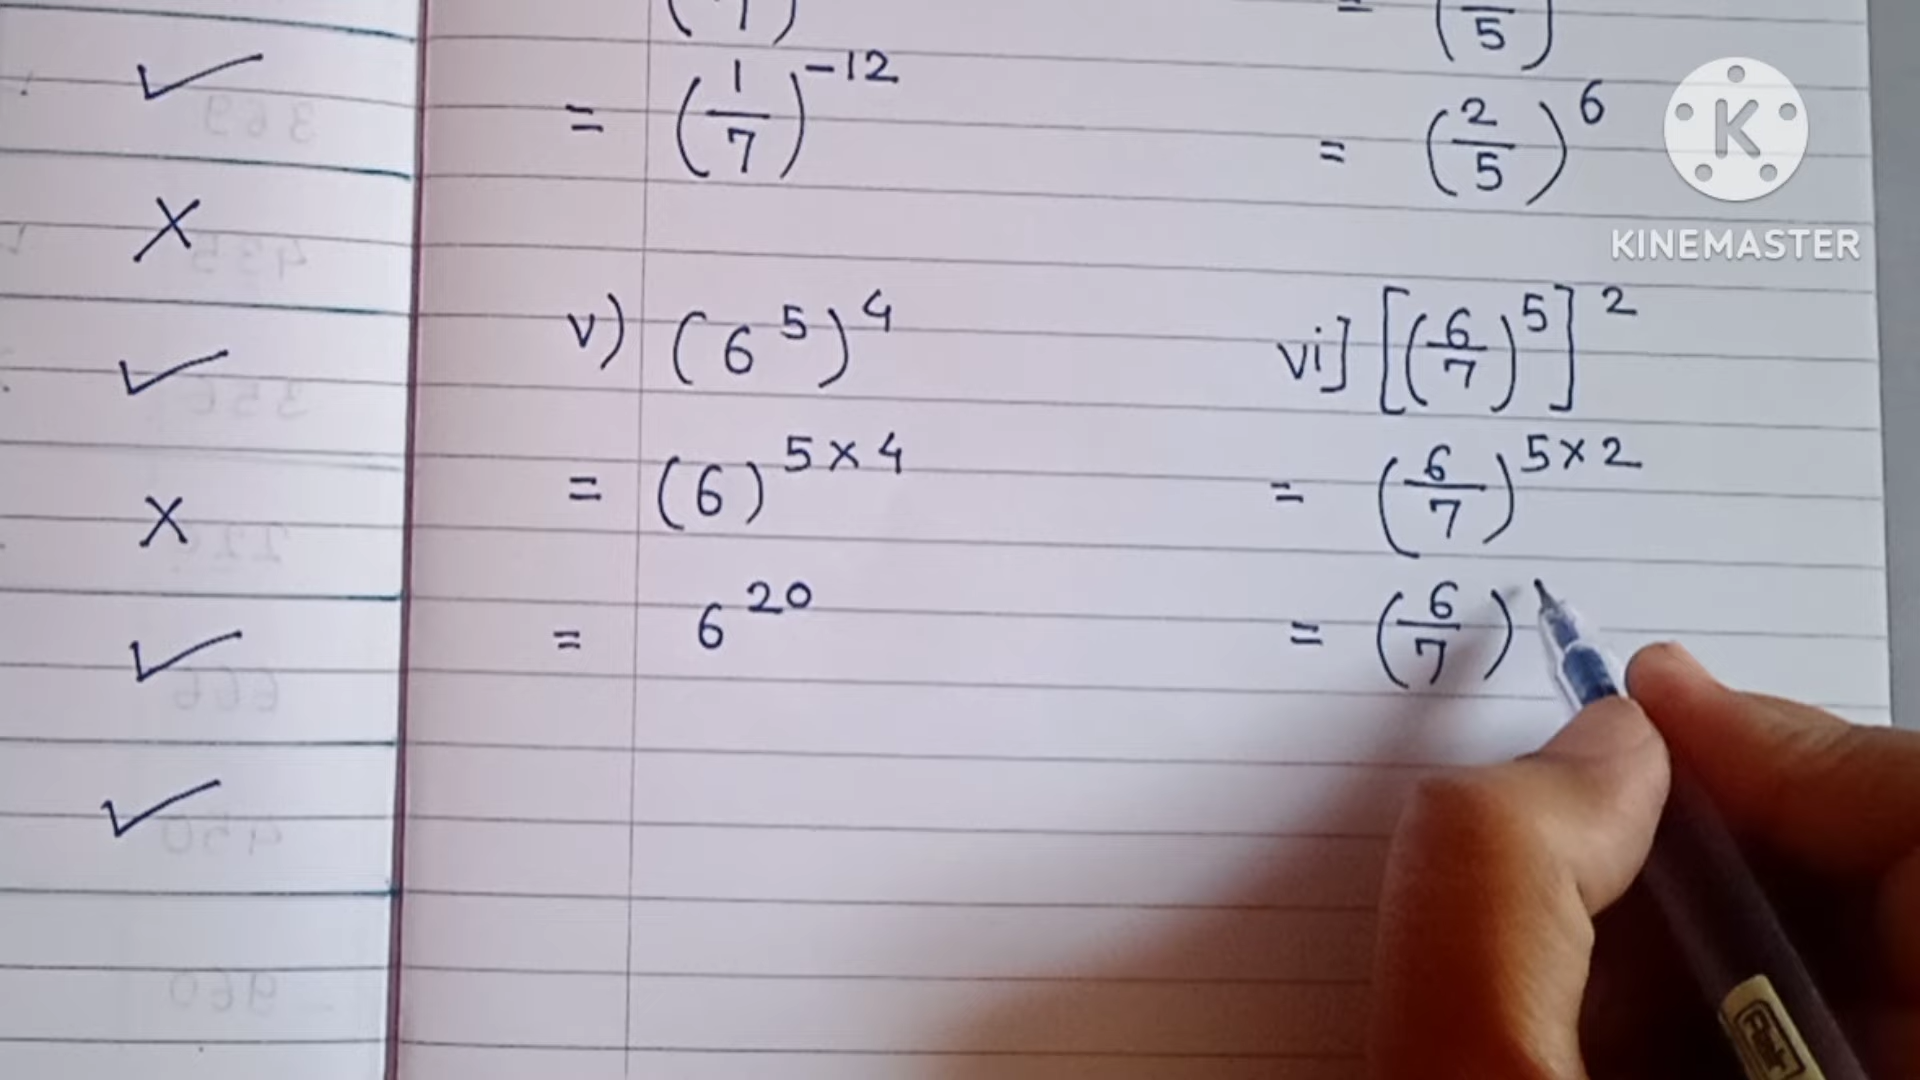 = (1/7)^-12
= (2/5)^6
KINEMASTER
v) (6^5)^4
vi] [(6/7)^5]^2
= (6)^5×4
= (6/7)^5×2
= 6^20
= (6/7)